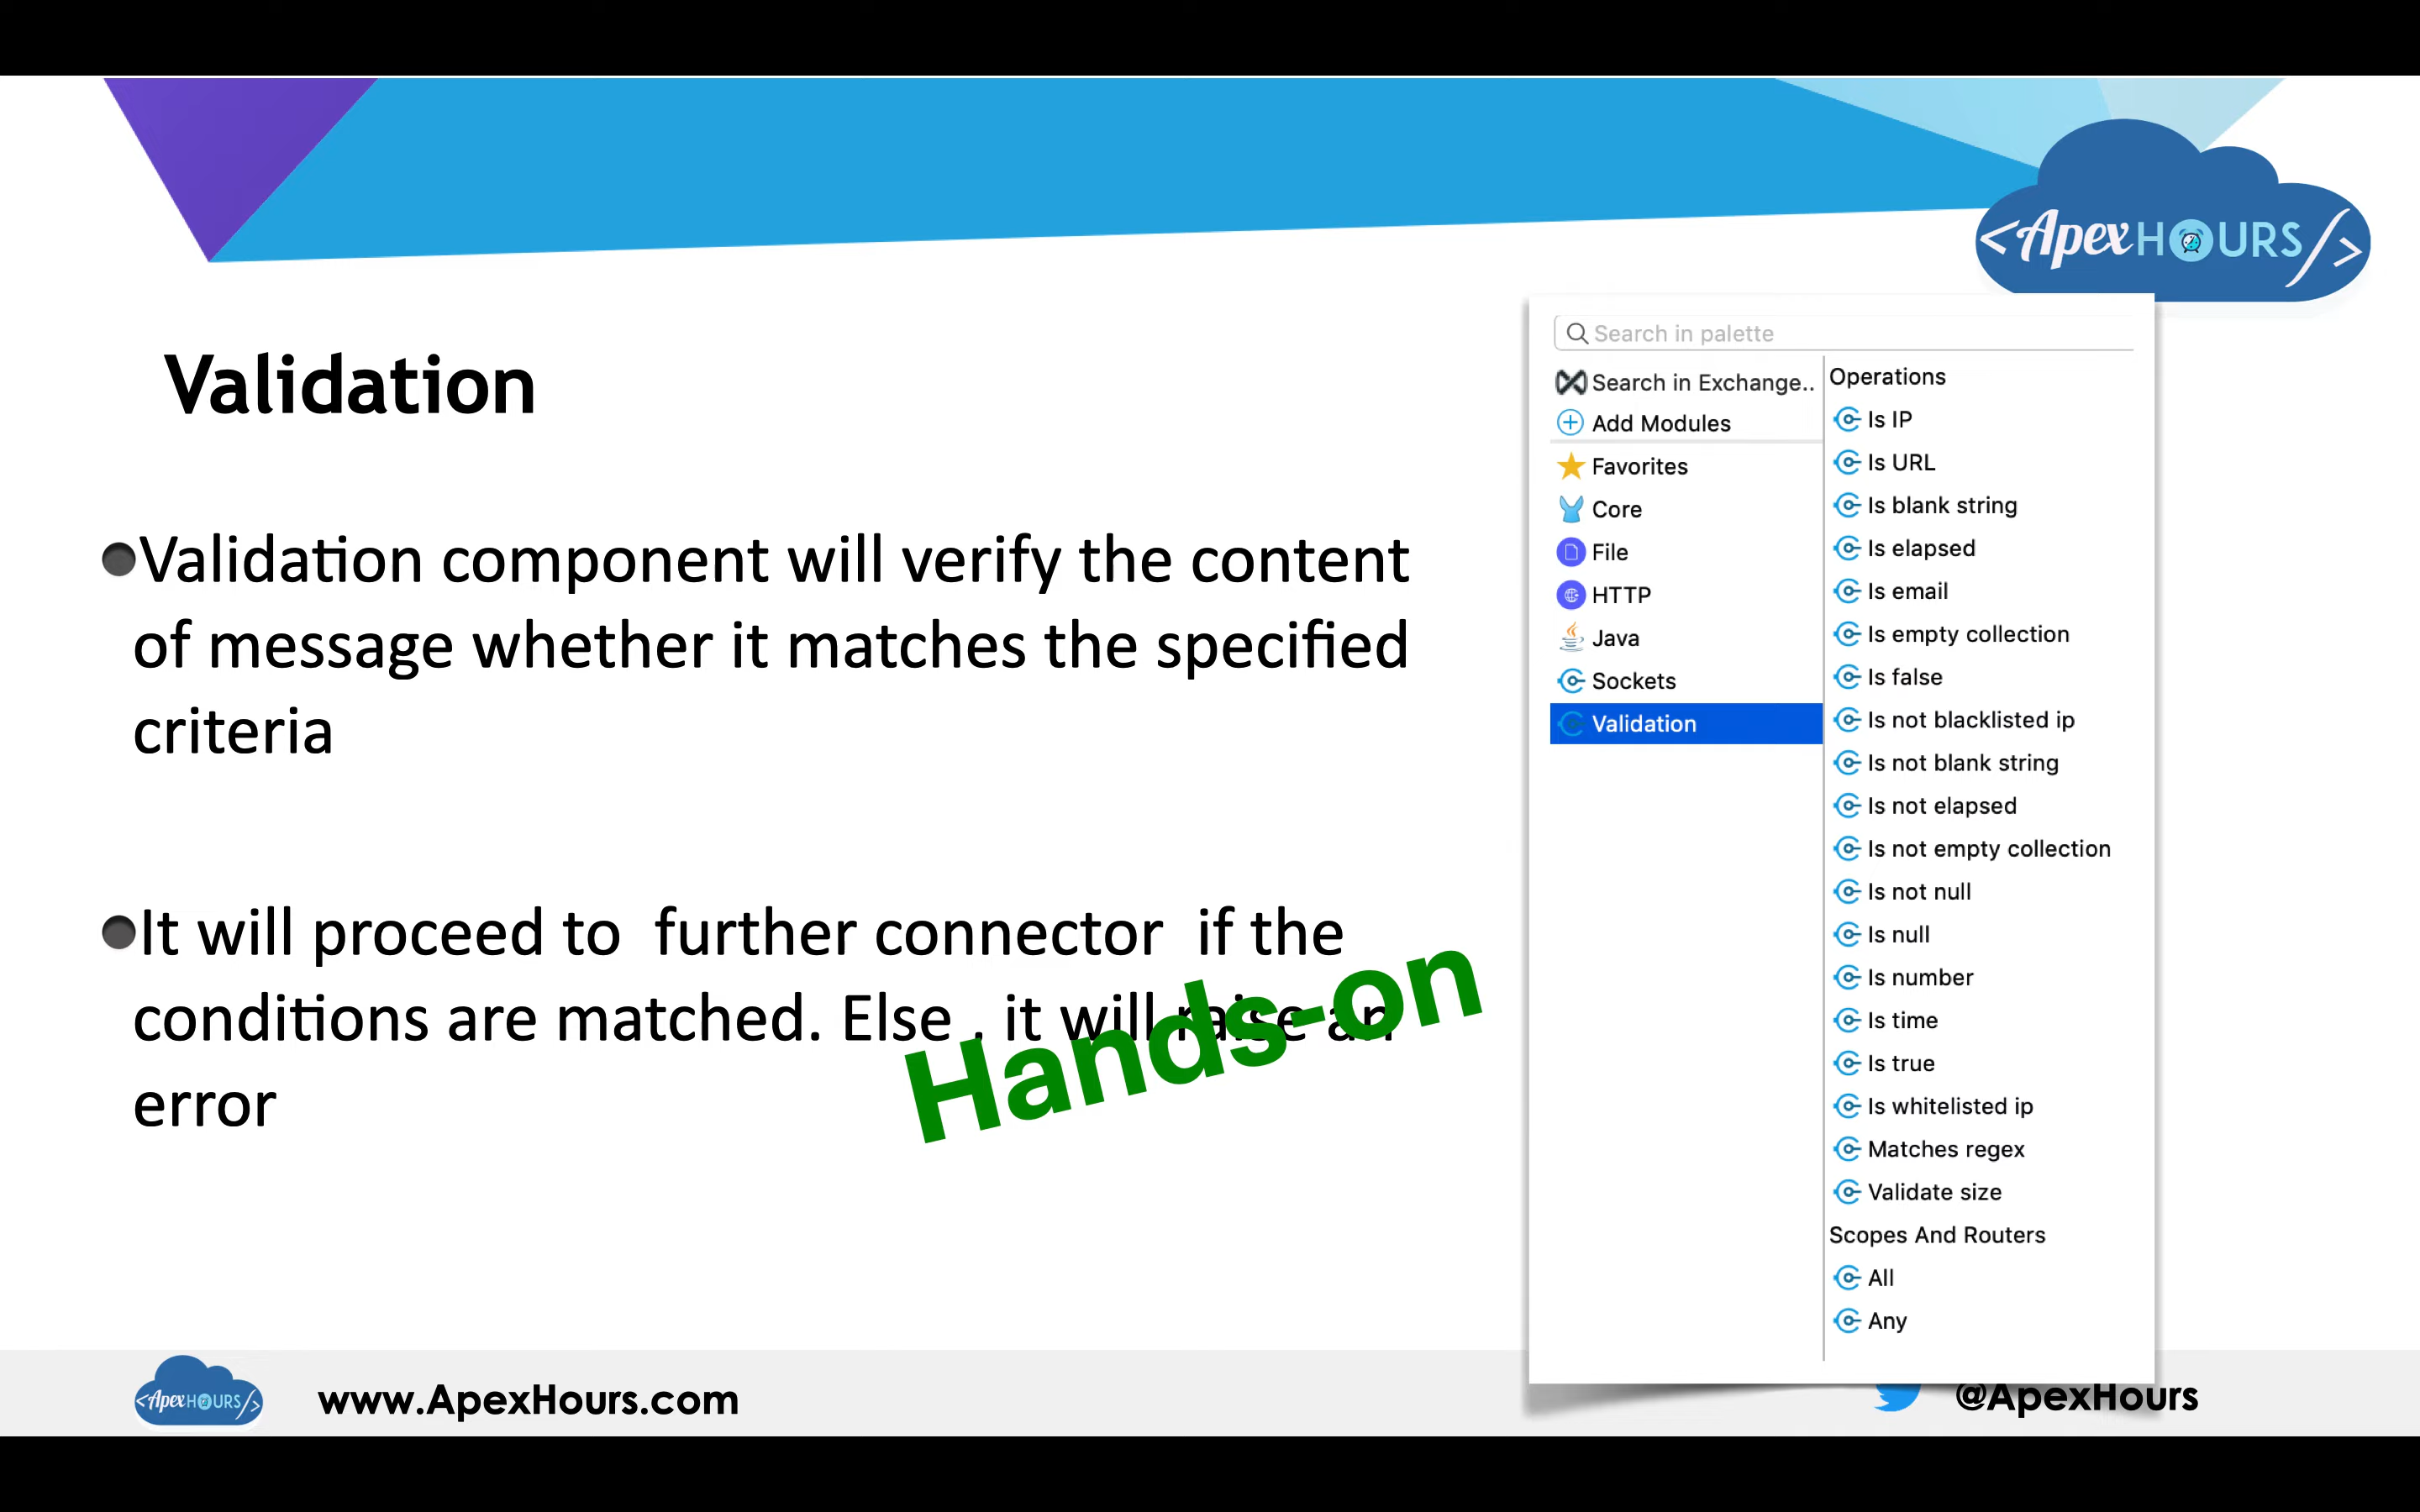 <ApexHOURS/>
Validation
Validation component will verify the content
of message whether it matches the specified
criteria
It will proceed to  further connector  if the
conditions are matched. Else , it will raise an
error
Hands-on
Search in palette
Search in Exchange..
Add Modules
Favorites
Core
File
HTTP
Java
Sockets
Validation
Operations
Is IP
Is URL
Is blank string
Is elapsed
Is email
Is empty collection
Is false
Is not blacklisted ip
Is not blank string
Is not elapsed
Is not empty collection
Is not null
Is null
Is number
Is time
Is true
Is whitelisted ip
Matches regex
Validate size
Scopes And Routers
All
Any
<ApexHOURS/>
www.ApexHours.com
@ApexHours